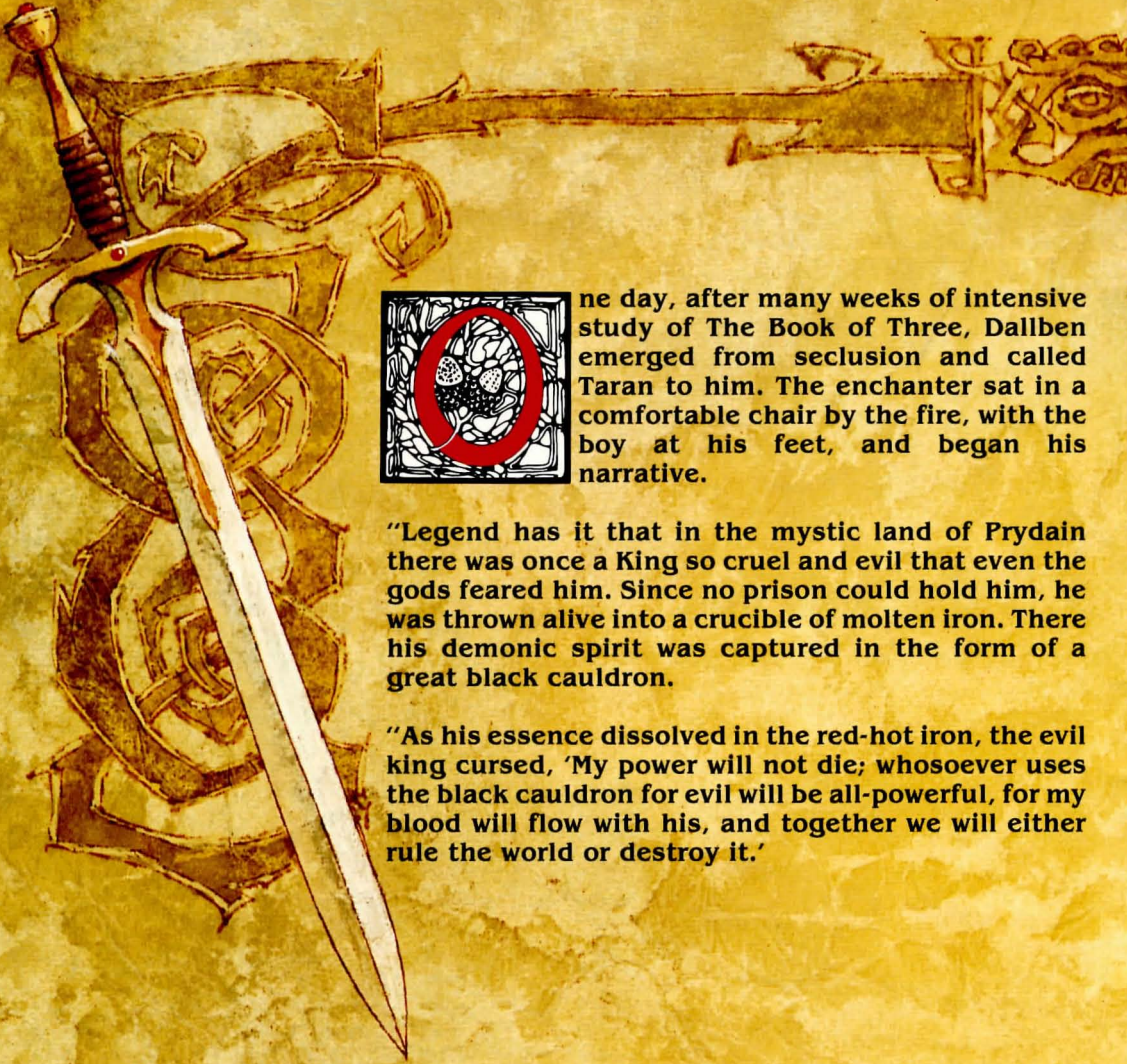 One day, after many weeks of intensive
study of The Book of Three, Dallben
emerged from seclusion and called
Taran to him. The enchanter sat in a
comfortable chair by the fire, with the
boy at his feet, and began his
narrative.
"Legend has it that in the mystic land of Prydain
there was once a King so cruel and evil that even the
gods feared him. Since no prison could hold him, he
was thrown alive into a crucible of molten iron. There
his demonic spirit was captured in the form of a
great black cauldron.
"As his essence dissolved in the red-hot iron, the evil
king cursed, 'My power will not die; whosoever uses
the black cauldron for evil will be all-powerful, for my
blood will flow with his, and together we will either
rule the world or destroy it.'